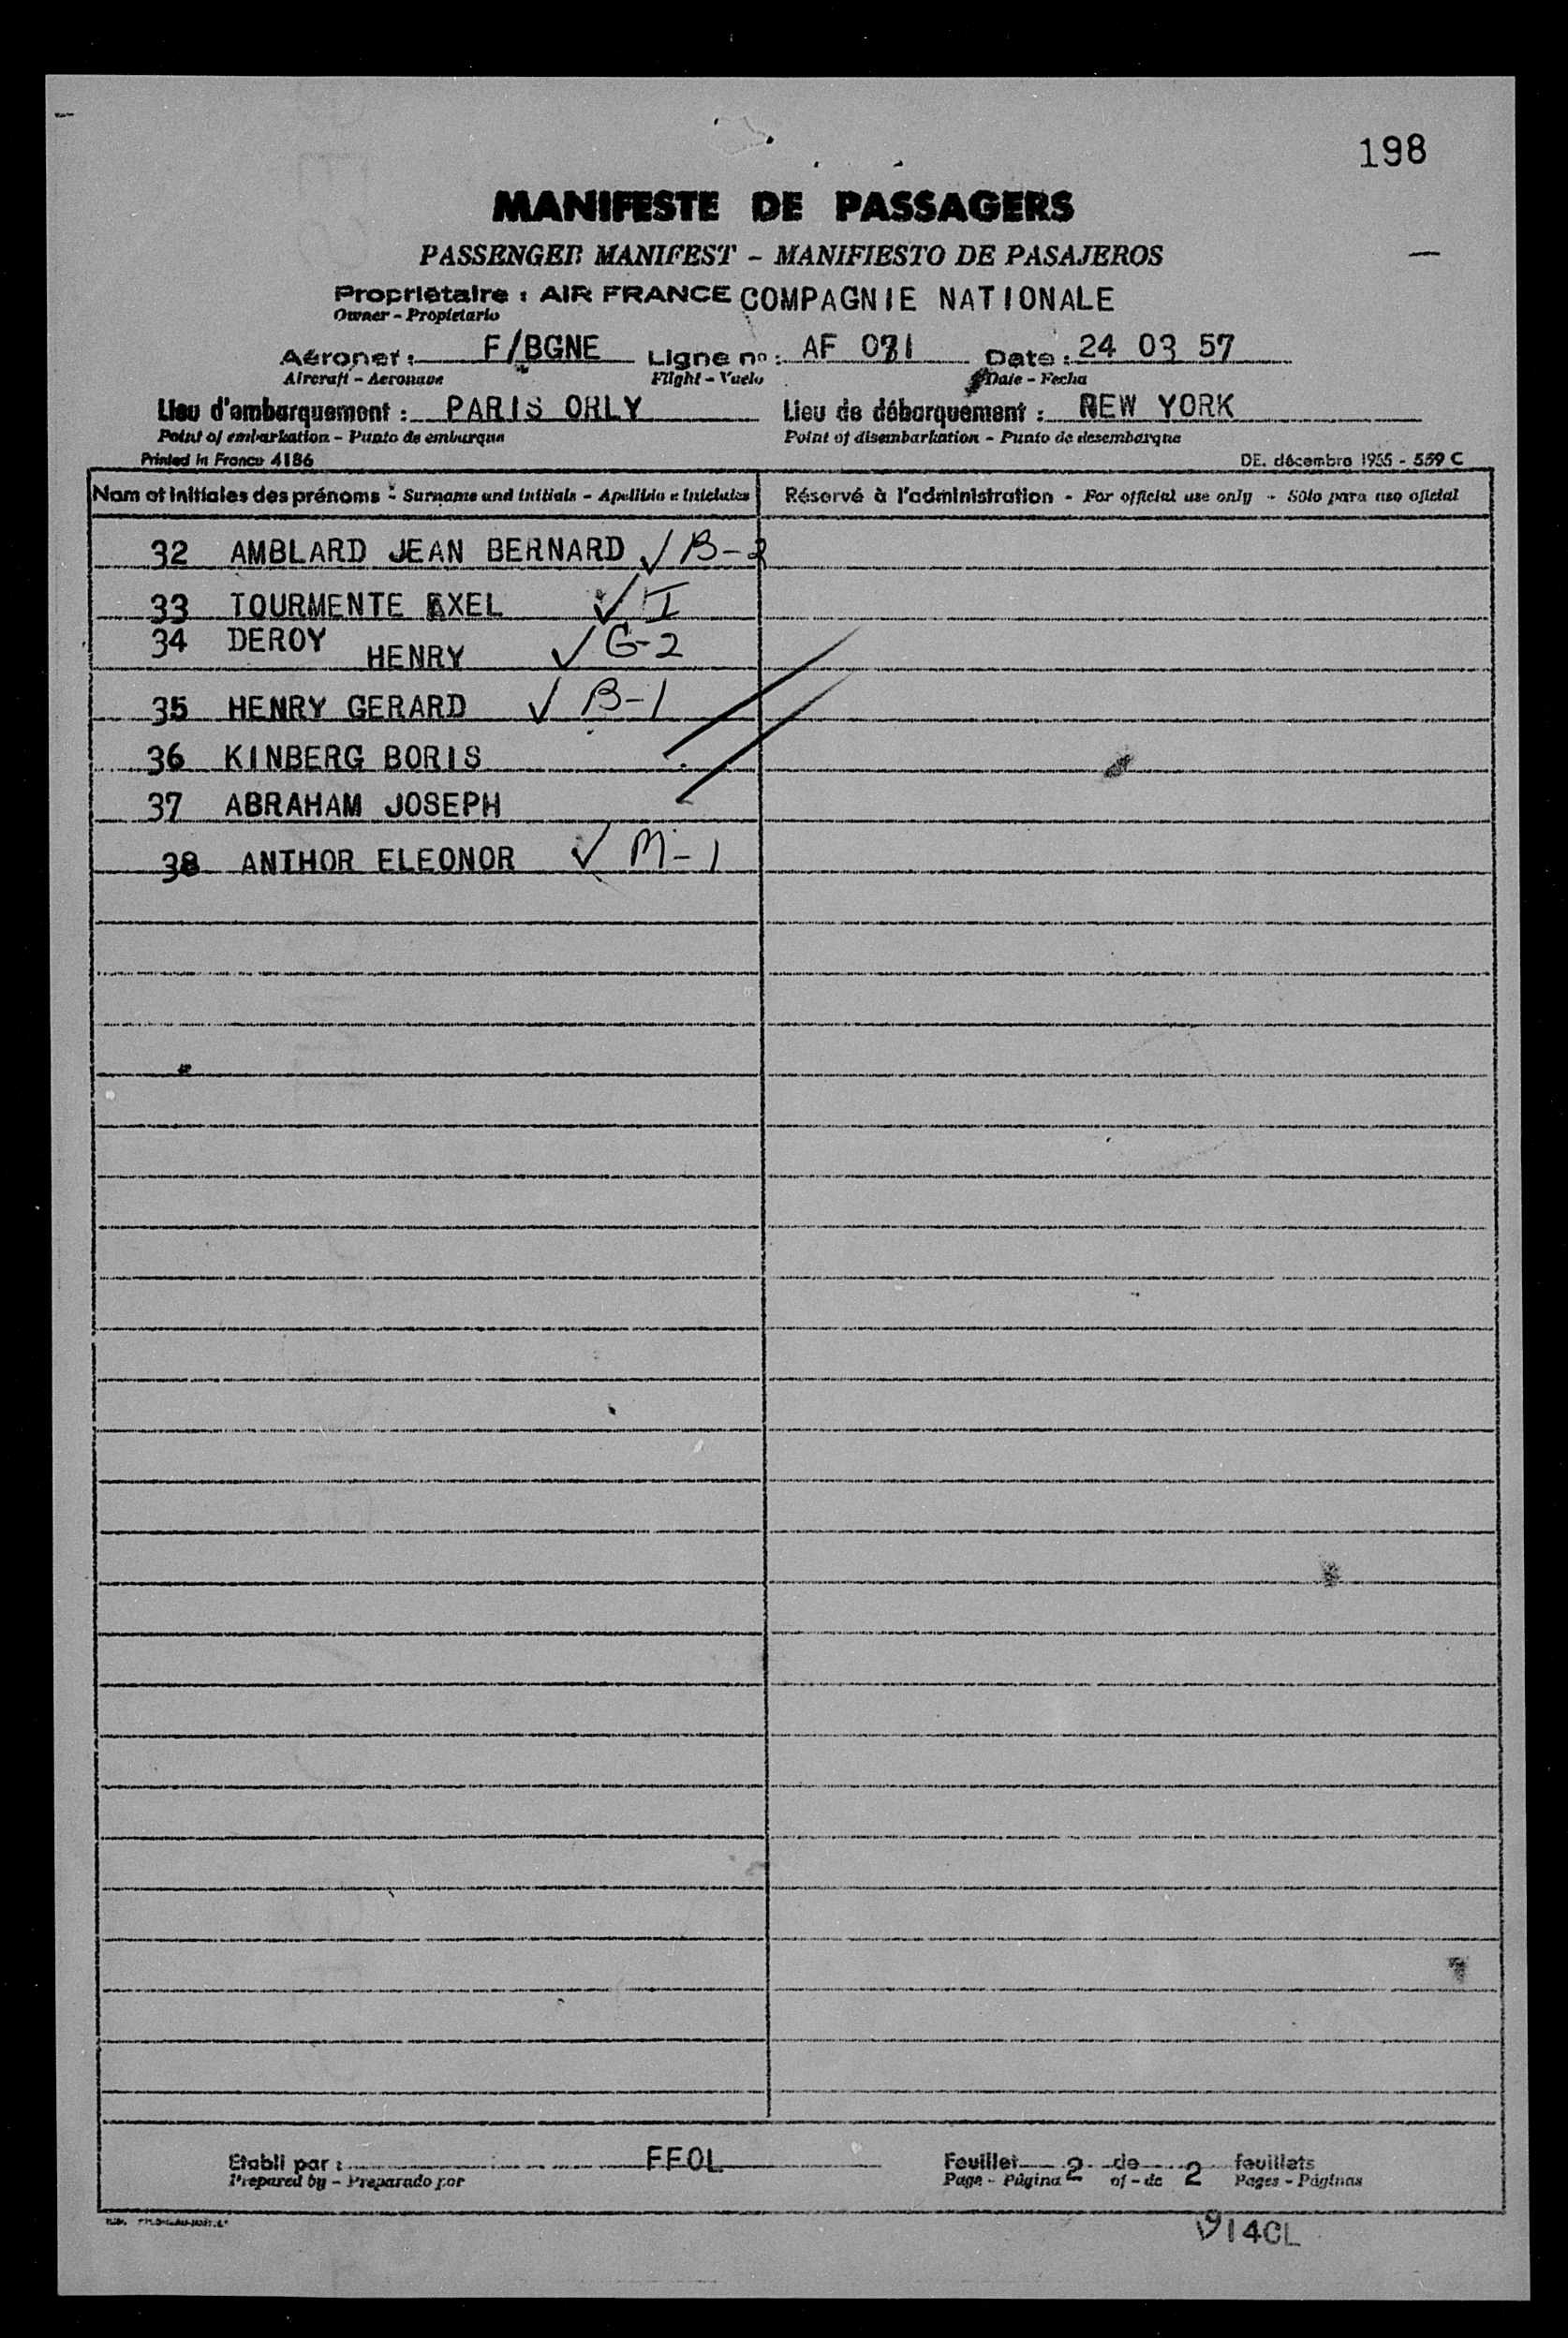 198
MANIFESTE DE PASSAGERS
PASSENGER MANIFEST - MANIFIESTO DE PASAJEROS
Propriétaire : AIR FRANCE COMPAGNIE NATIONALE
Owner - Propietario
Aéronef : F/BGNE Ligne nº : AF 031 Date : 24 03 57
Aircraft - Aeronave Flight - Vuelo Date - Fecha
Lieu d'embarquement : PARIS ORLY Lieu de débarquement : NEW YORK
Point of embarkation - Punto de embarque Point of disembarkation - Punto de desembarque
Printed in France 4186 DE. décembre 1955 - 559 C
Nom et initiales des prénoms - Surname and initials - Apellido e iniciales Réservé à l'administration - For official use only - Sólo para uso oficial
32 AMBLARD JEAN BERNARD √ B-2
33 TOURMENTE AXEL √ I
34 DEROY HENRY √ G-2
35 HENRY GERARD √ B-1
36 KINBERG BORIS
37 ABRAHAM JOSEPH
38 ANTHOR ELEONOR √ M-1
Etabli par : FFOL Feuillet 2 de 2 feuillets
Prepared by - Preparado por Page - Página of - de Pages - Páginas
914CL